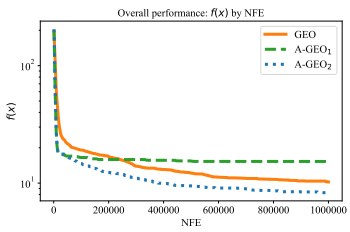 Overall performance: f(x) by NFE
GEO
A-GEO₁
A-GEO₂
f(x)
10²
10¹
0 200000 400000 600000 800000 1000000
NFE